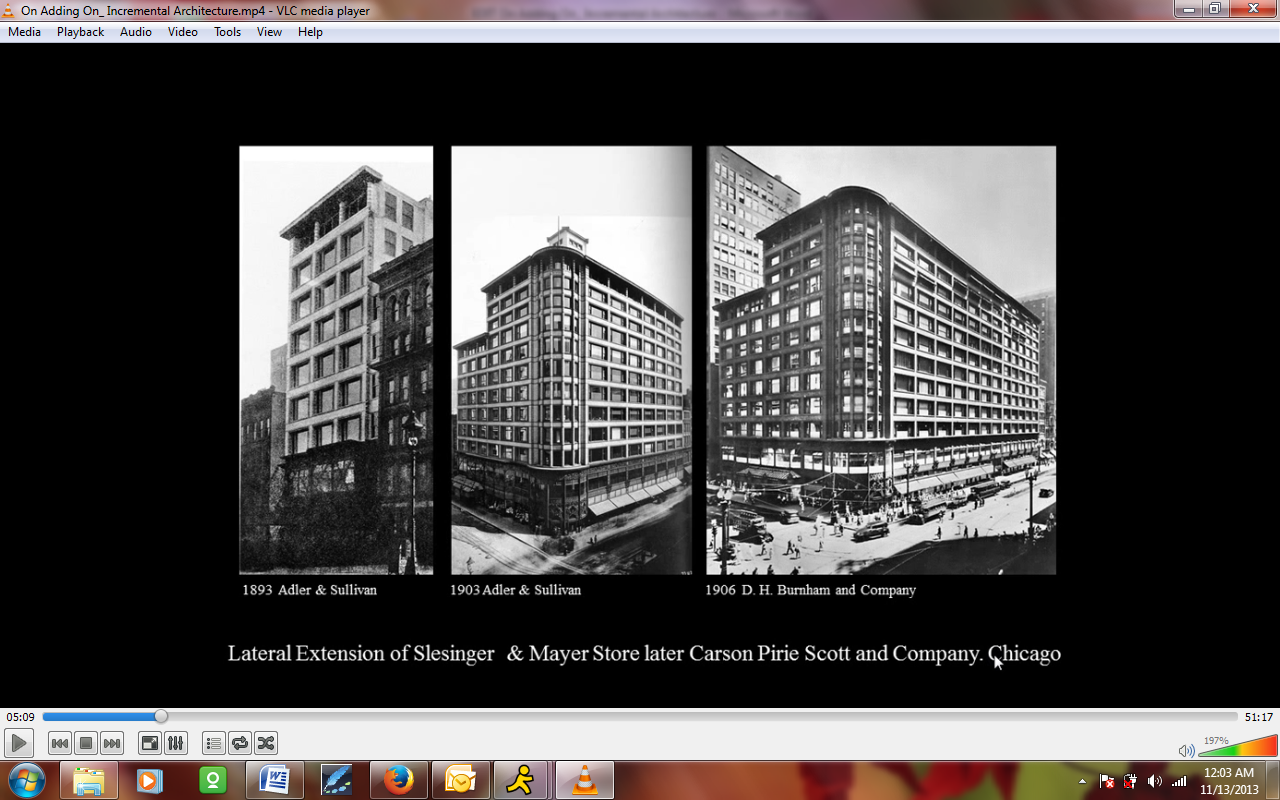 On Adding On_ Incremental Architecture.mp4 - VLC media player
Media Playback Audio Video Tools View Help
1893 Adler & Sullivan
1903 Adler & Sullivan
1906 D. H. Burnham and Company
Lateral Extension of Slesinger & Mayer Store later Carson Pirie Scott and Company. Chicago
05:09
51:17
197%
12:03 AM
11/13/2013